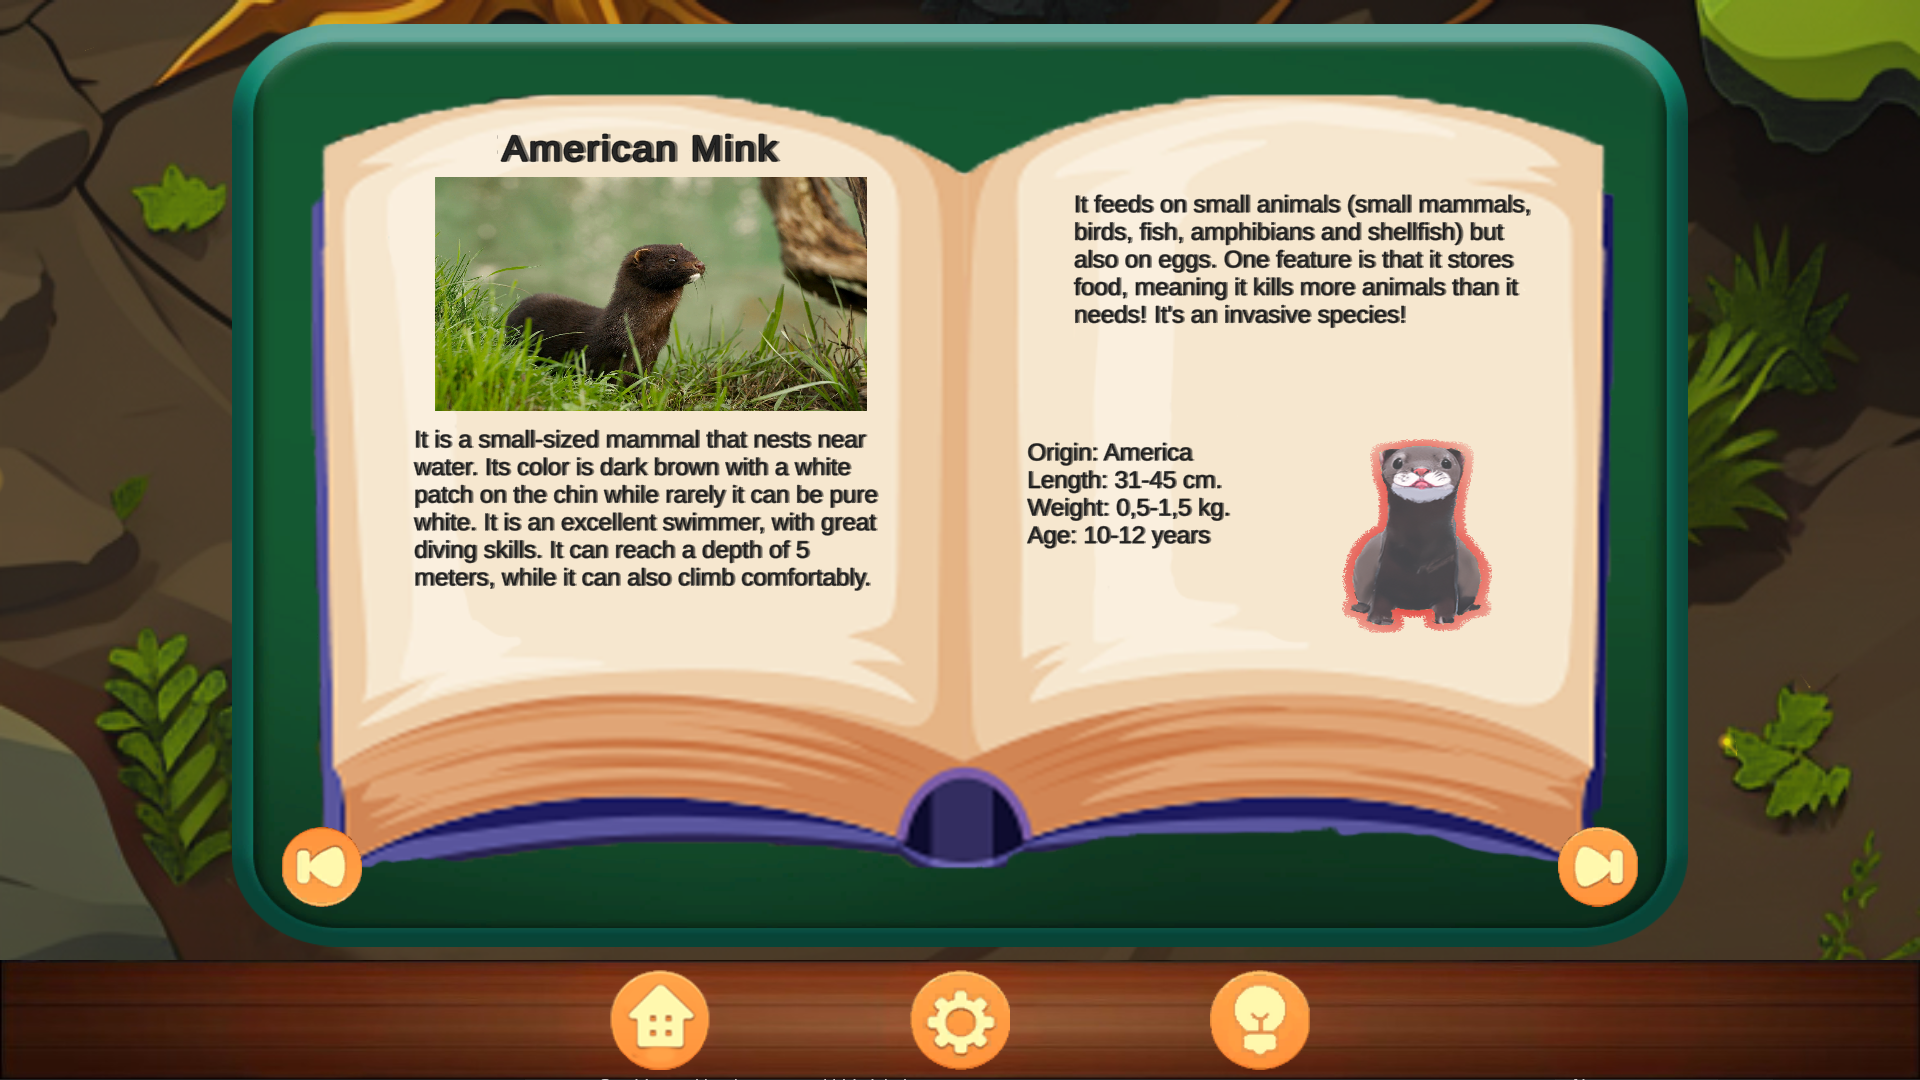 American Mink
It is a small-sized mammal that nests near
water. Its color is dark brown with a white
patch on the chin while rarely it can be pure
white. It is an excellent swimmer, with great
diving skills. It can reach a depth of 5
meters, while it can also climb comfortably.
It feeds on small animals (small mammals,
birds, fish, amphibians and shellfish) but
also on eggs. One feature is that it stores
food, meaning it kills more animals than it
needs! It's an invasive species!
Origin: America
Length: 31-45 cm.
Weight: 0,5-1,5 kg.
Age: 10-12 years